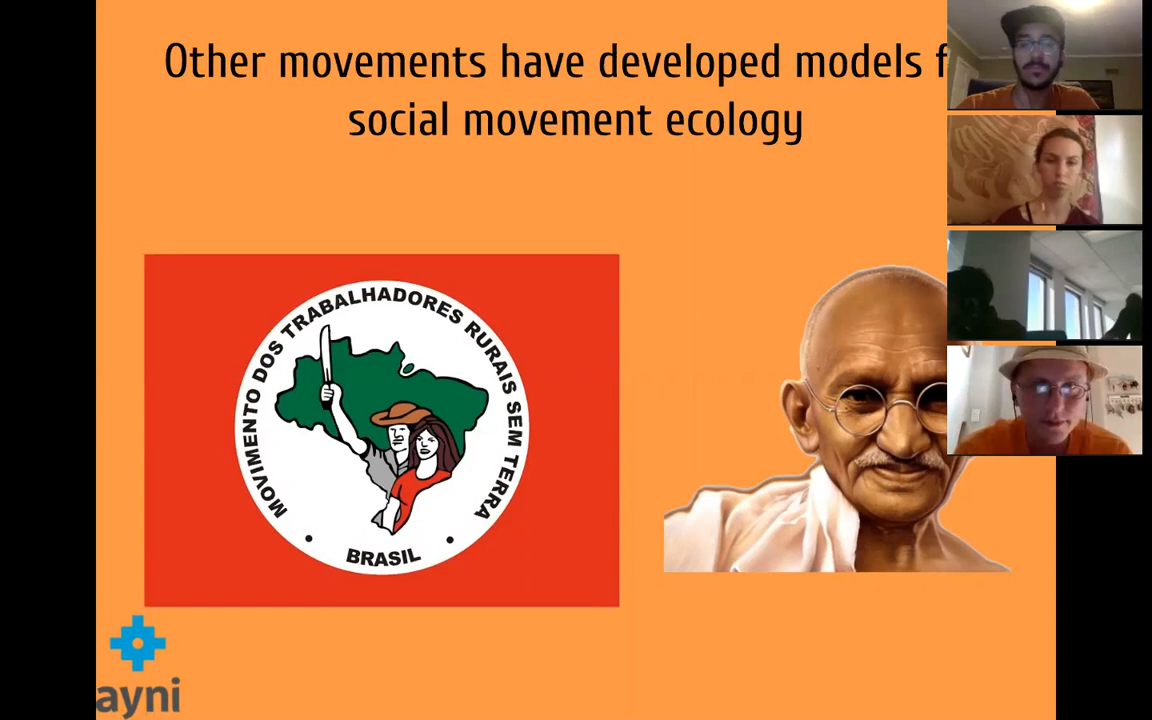 Other movements have developed models f
social movement ecology
MOVIMENTO DOS TRABALHADORES RURAIS SEM TERRA
BRASIL
ayni